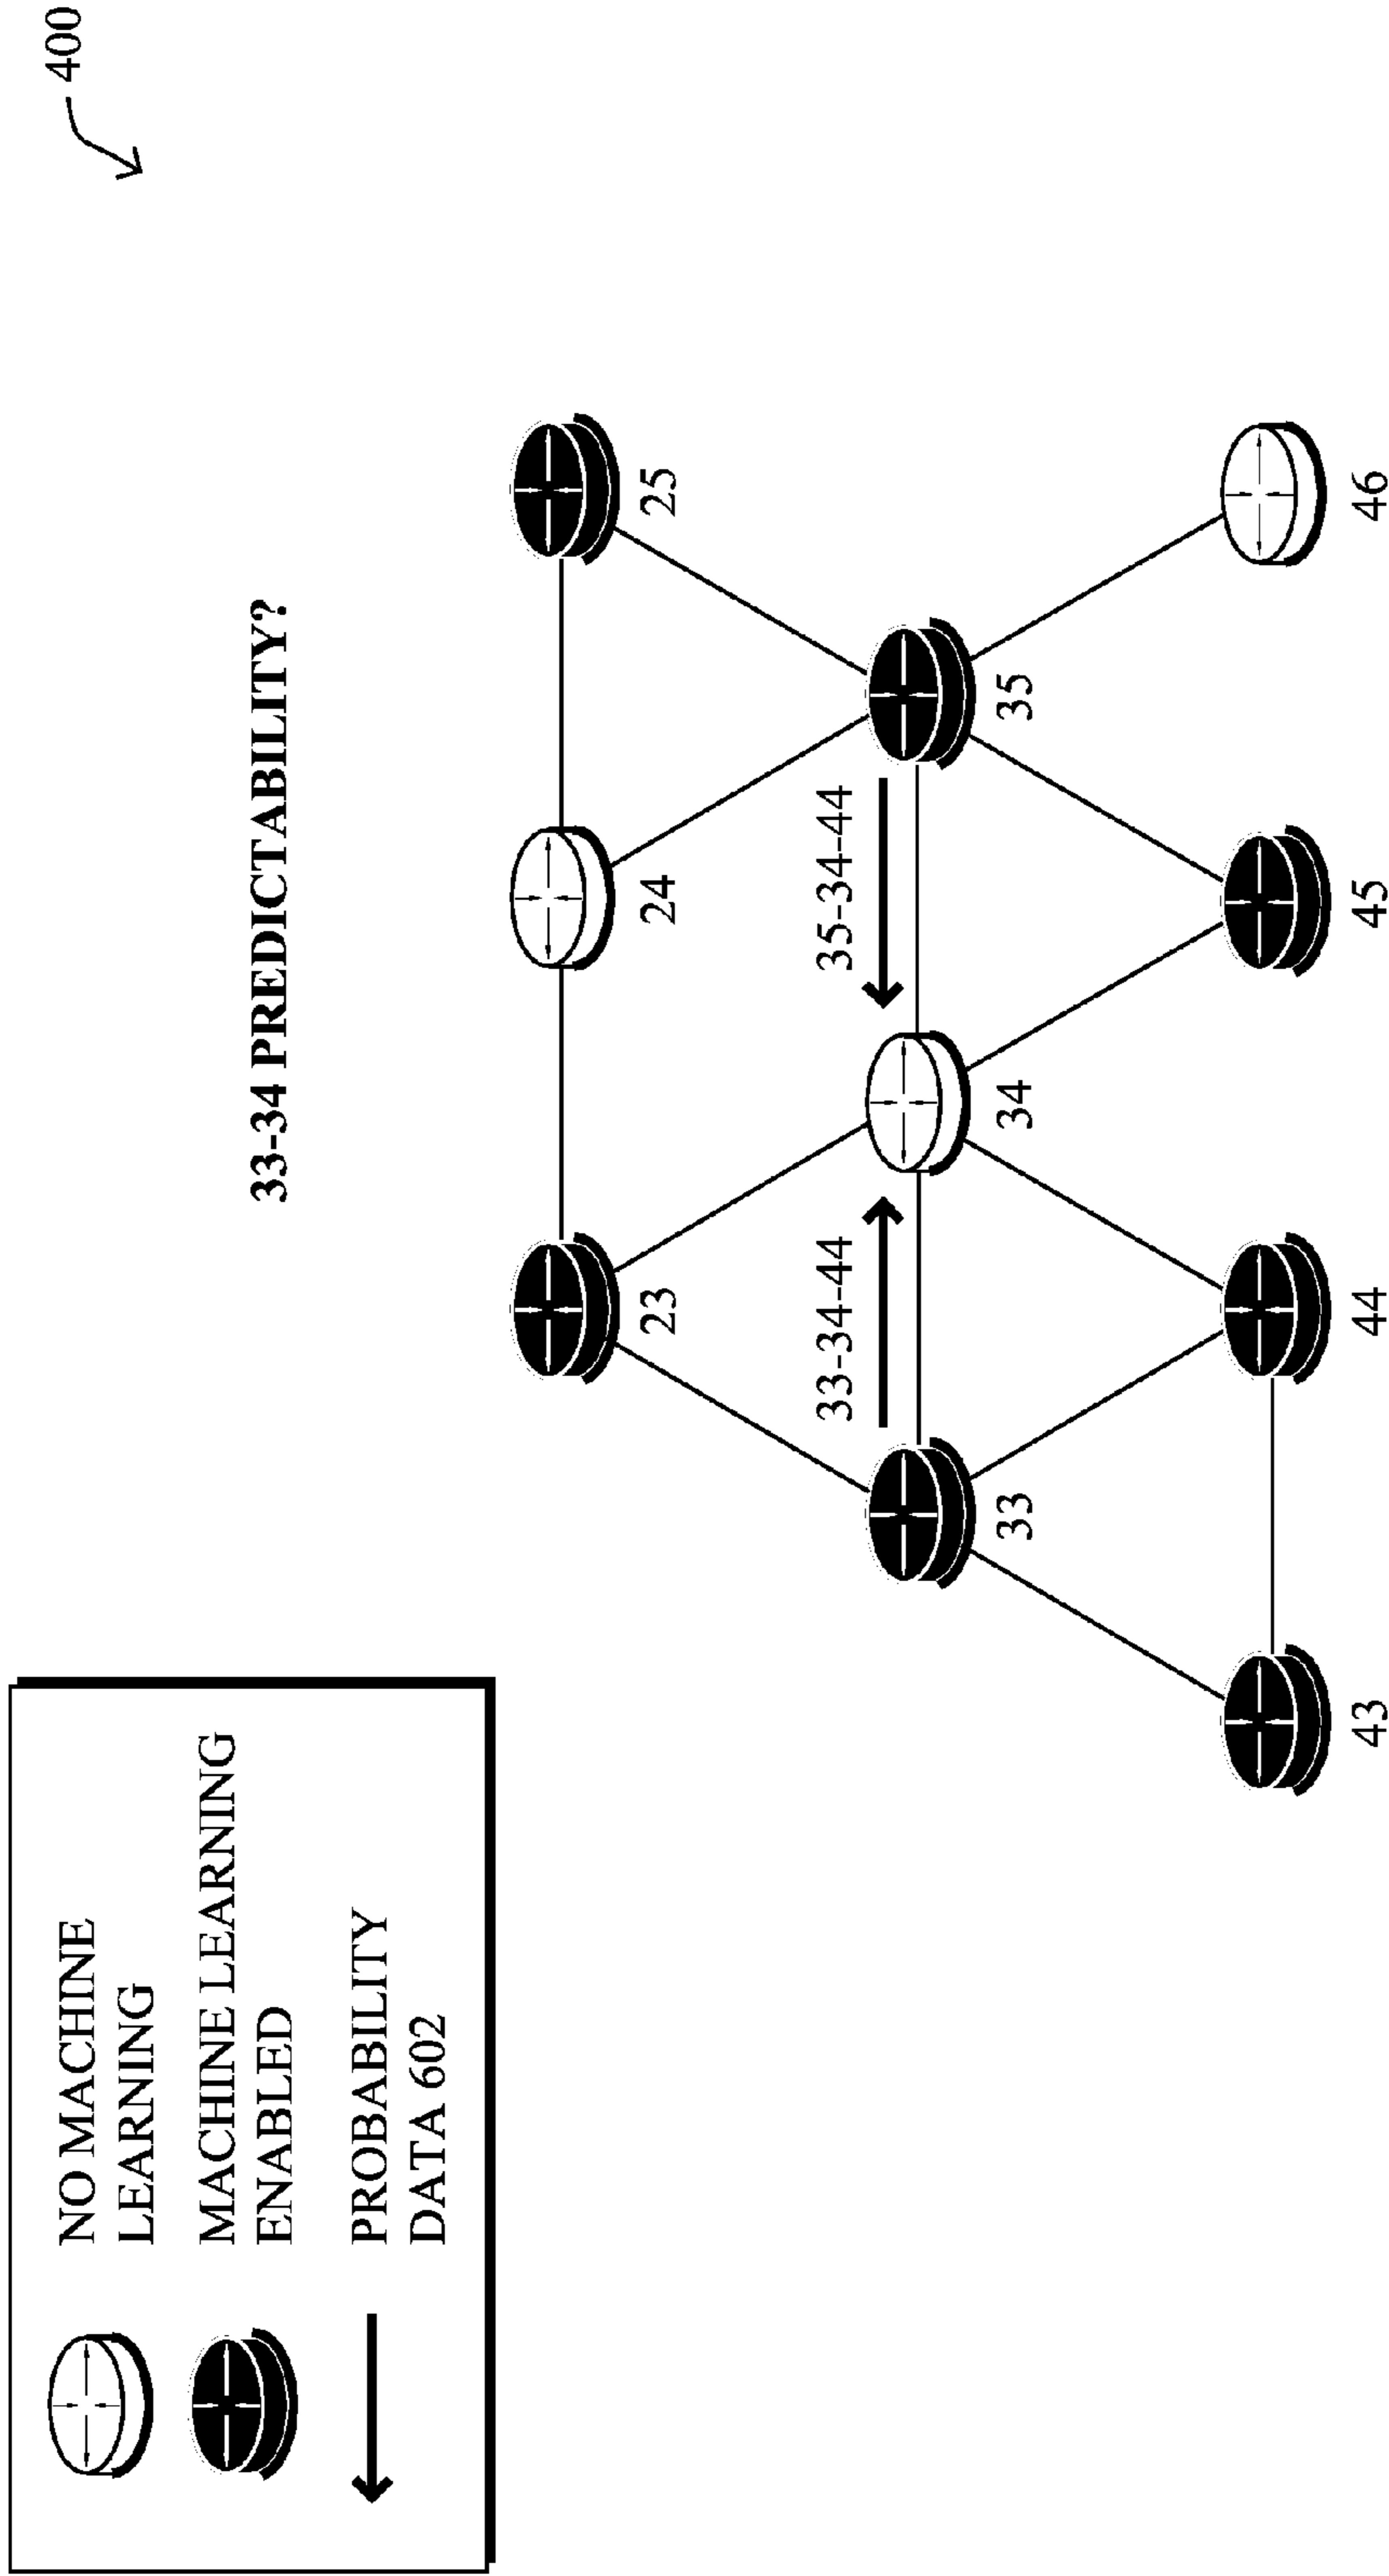 NO MACHINE
LEARNING
MACHINE LEARNING
ENABLED
PROBABILITY
DATA 602
400
33-34 PREDICTABILITY?
23
24
25
33-34-44
35-34-44
33
34
35
43
44
45
46